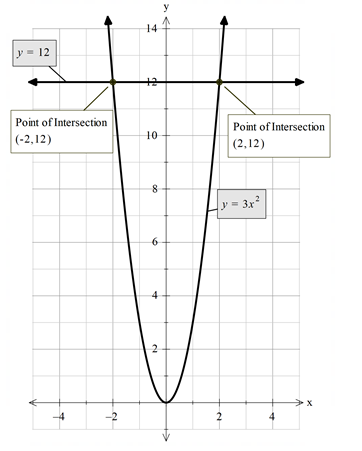 y
14
y = 12
12
Point of Intersection
(-2,12)
Point of Intersection
(2,12)
10
8
y = 3x²
6
4
2
x
−4
−2
2
4